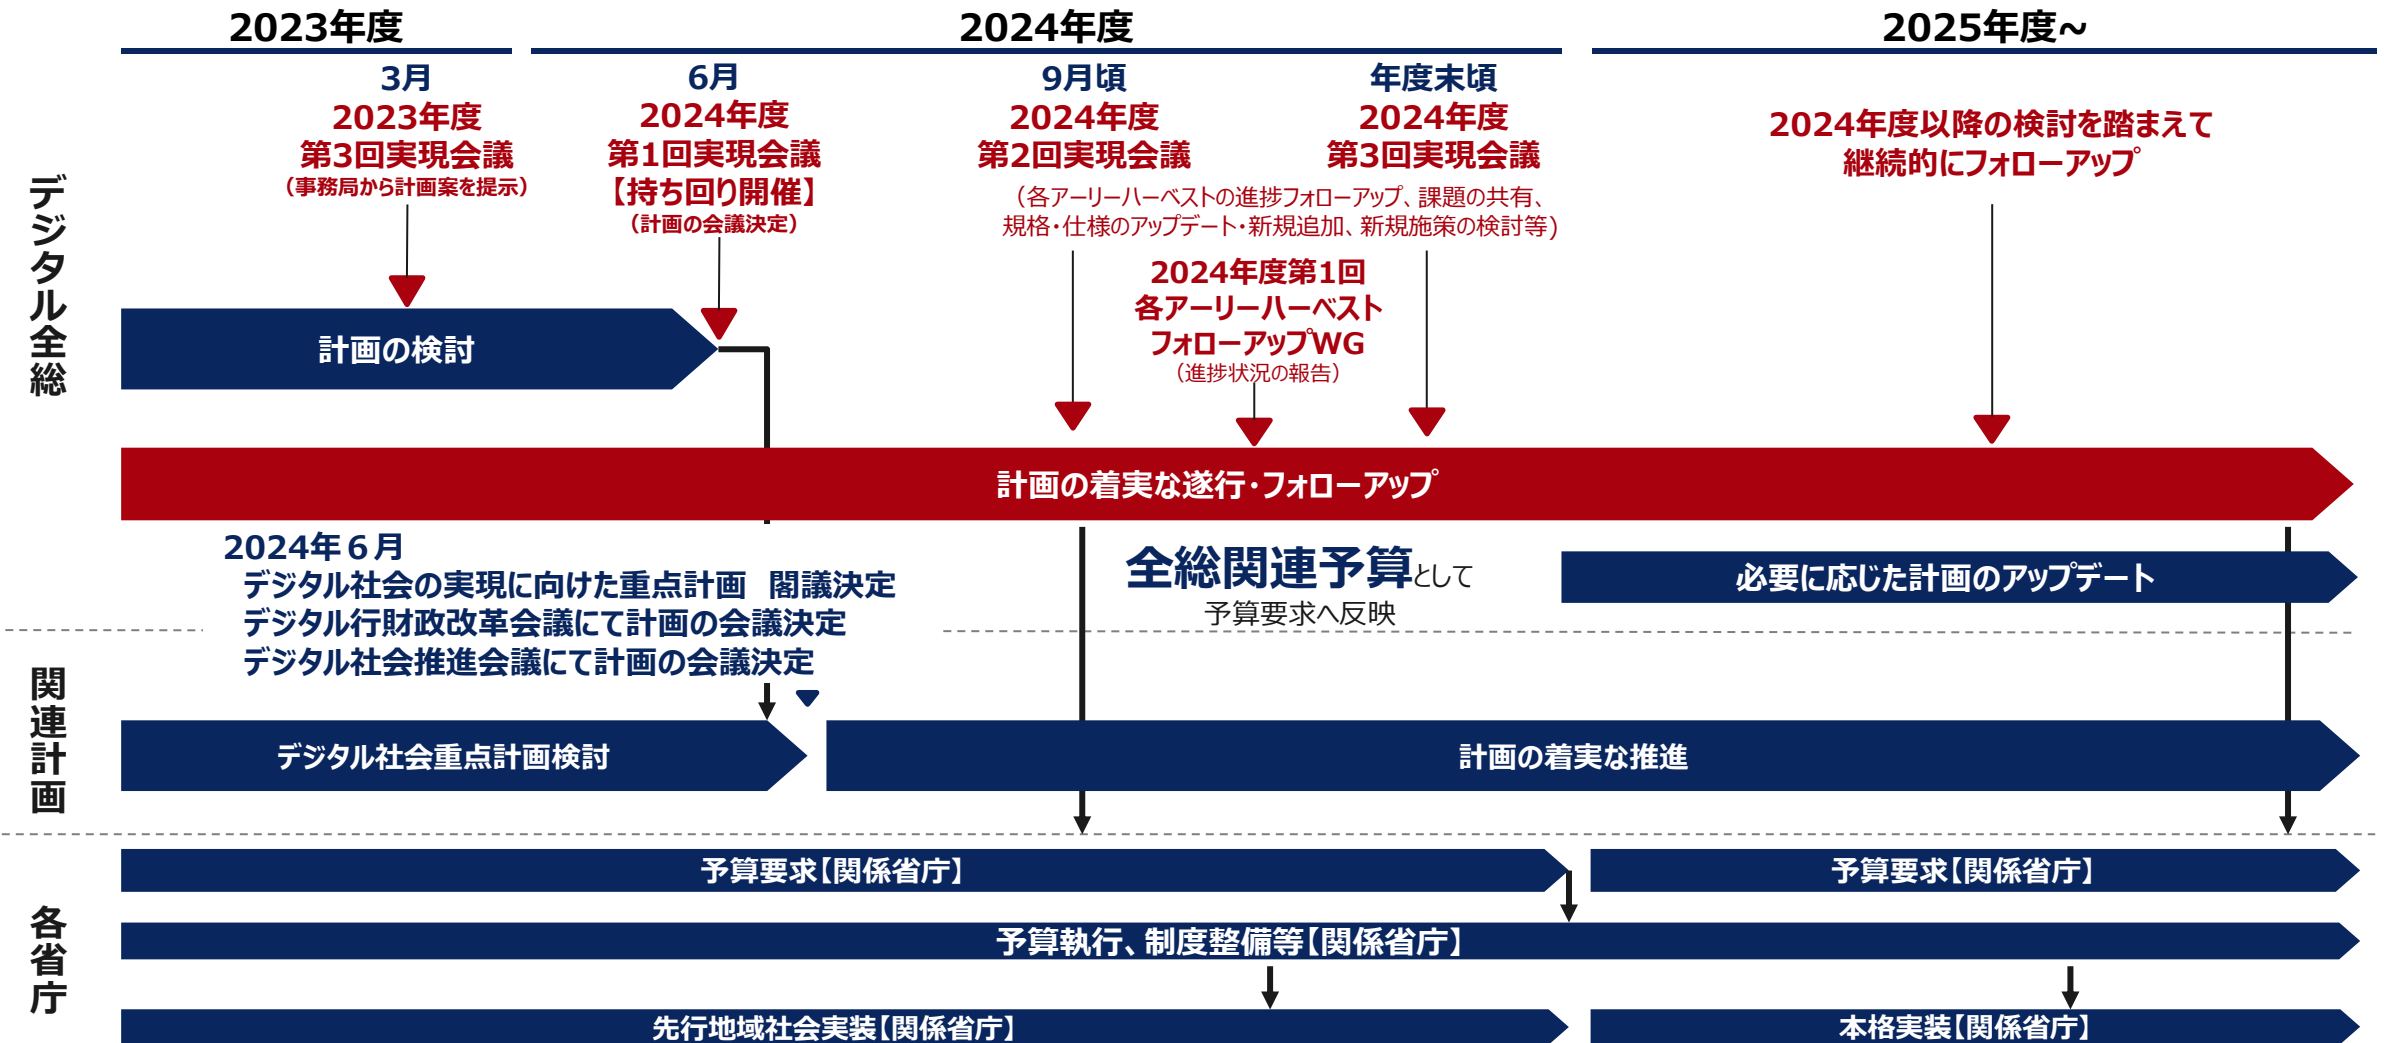 2023年度
2024年度
2025年度~
3月
2023年度
第3回実現会議
（事務局から計画案を提示）
6月
2024年度
第1回実現会議
【持ち回り開催】
（計画の会議決定）
9月頃
2024年度
第2回実現会議
年度末頃
2024年度
第3回実現会議
（各アーリーハーベストの進捗フォローアップ、課題の共有、
規格・仕様のアップデート・新規追加、新規施策の検討等)
2024年度以降の検討を踏まえて
継続的にフォローアップ
2024年度第1回
各アーリーハーベスト
フォローアップWG
（進捗状況の報告）
デジタル全総
計画の検討
計画の着実な遂行・フォローアップ
2024年６月
デジタル社会の実現に向けた重点計画　閣議決定
デジタル行財政改革会議にて計画の会議決定
デジタル社会推進会議にて計画の会議決定
全総関連予算として
予算要求へ反映
必要に応じた計画のアップデート
関連計画
デジタル社会重点計画検討
計画の着実な推進
各省庁
予算要求【関係省庁】
予算要求【関係省庁】
予算執行、制度整備等【関係省庁】
先行地域社会実装【関係省庁】
本格実装【関係省庁】